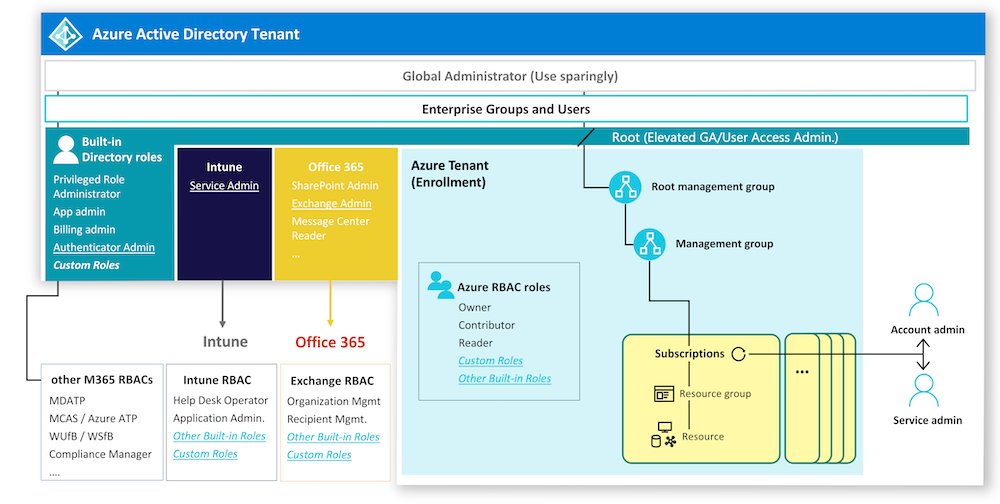 Azure Active Directory Tenant
Global Administrator (Use sparingly)
Enterprise Groups and Users
Root (Elevated GA/User Access Admin.)
Built-in
Directory roles
Privileged Role
Administrator
App admin
Billing admin
Authenticator Admin
Custom Roles
Intune
Service Admin
Office 365
SharePoint Admin
Exchange Admin
Message Center
Reader
...
Azure Tenant
(Enrollment)
Root management group
Management group
Azure RBAC roles
Owner
Contributor
Reader
Custom Roles
Other Built-in Roles
Subscriptions
Resource group
Resource
...
Account admin
Service admin
Intune
Office 365
other M365 RBACs
MDATP
MCAS / Azure ATP
WUfB / WSfB
Compliance Manager
....
Intune RBAC
Help Desk Operator
Application Admin.
Other Built-in Roles
Custom Roles
Exchange RBAC
Organization Mgmt
Recipient Mgmt.
Other Built-in Roles
Custom Roles